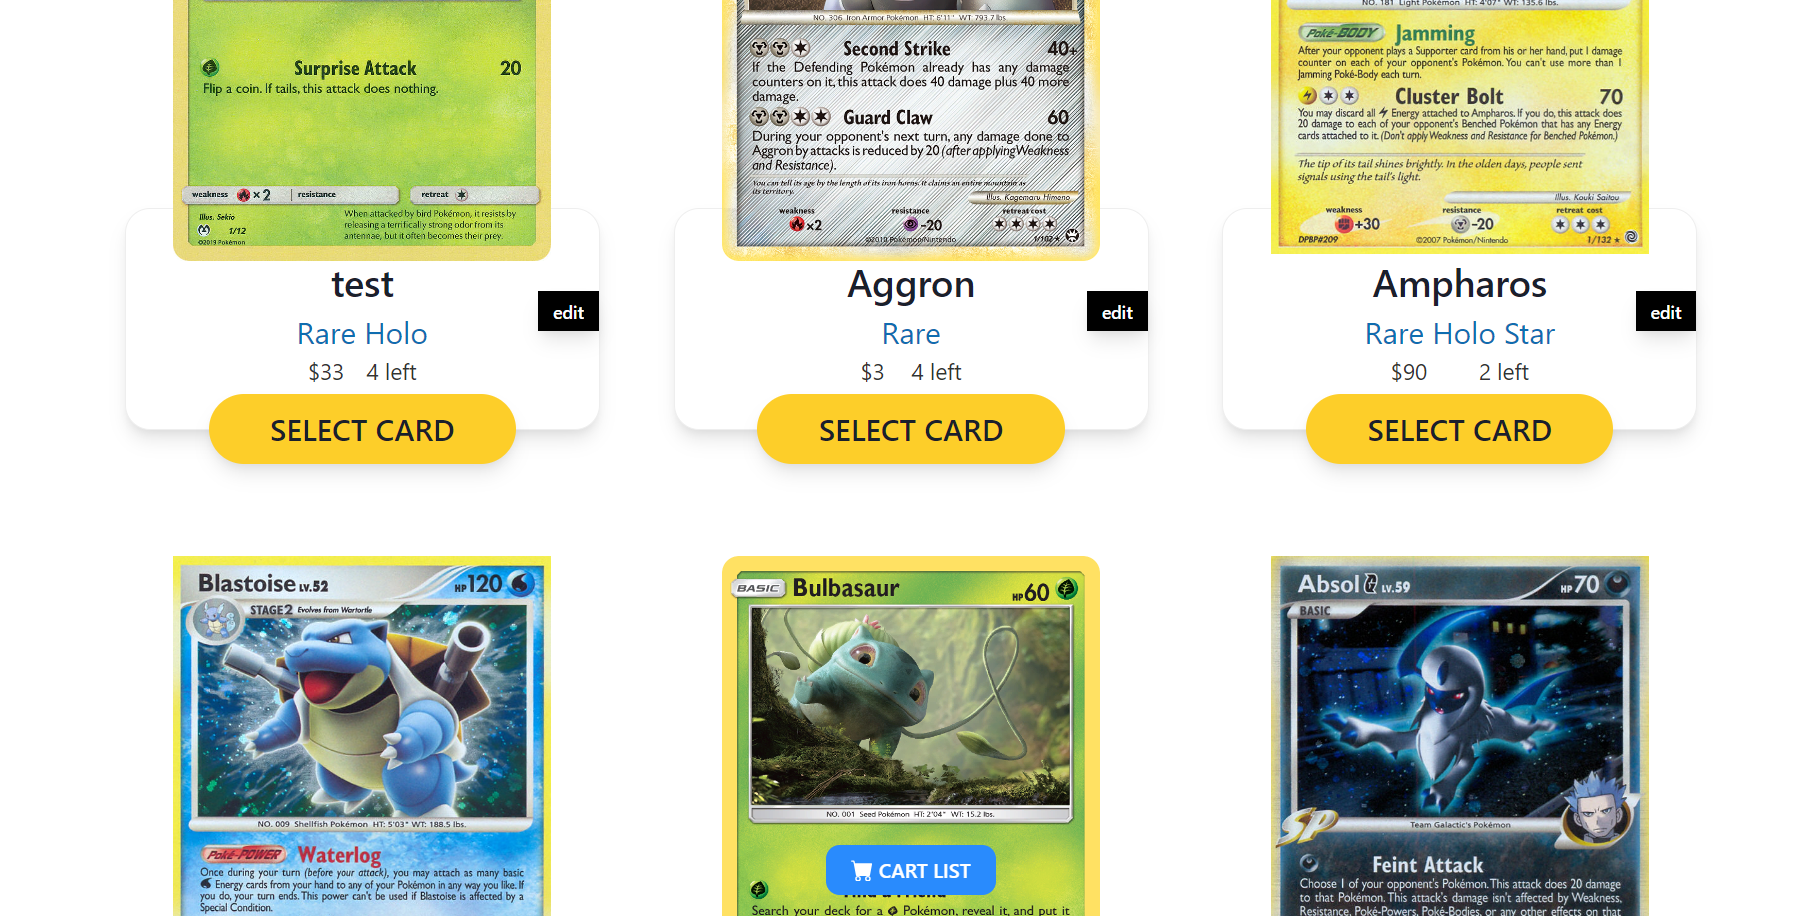 Surprise Attack 20
Flip a coin. If tails, this attack does nothing.
weakness ×2 resistance retreat
Illus. Sekio
1/12
©2019 Pokémon
When attacked by bird Pokémon, it resists by
releasing a terrifically strong odor from its
antennae, but it often becomes their prey.
test
edit
Rare Holo
$33 4 left
SELECT CARD
NO. 306 Iron Armor Pokémon HT: 6'11" WT: 793.7 lbs.
Second Strike 40+
If the Defending Pokémon already has any damage
counters on it, this attack does 40 damage plus 40 more
damage.
Guard Claw 60
During your opponent's next turn, any damage done to
Aggron by attacks is reduced by 20 (after applying Weakness
and Resistance).
You can tell its age by the length of its iron horns. It claims an entire mountain as
its territory.
Illus. Kagemaru Himeno
weakness resistance retreat cost
×2 -20
Pokémon/Nintendo 1/102
Aggron
edit
Rare
$3 4 left
SELECT CARD
NO. 181 Light Pokémon HT: 4'07" WT: 135.6 lbs.
Poké-BODY Jamming
After your opponent plays a Supporter card from his or her hand, put 1 damage
counter on each of your opponent's Pokémon. You can't use more than 1
Jamming Poké-Body each turn.
Cluster Bolt 70
You may discard all Energy attached to Ampharos. If you do, this attack does
20 damage to each of your opponent's Benched Pokémon that has any Energy
cards attached to it. (Don't apply Weakness and Resistance for Benched Pokémon.)
The tip of its tail shines brightly. In the olden days, people sent
signals using the tail's light.
Illus. Kouki Saitou
weakness resistance retreat cost
+30 -20
DPBP#209 ©2007 Pokémon/Nintendo 1/132
Ampharos
edit
Rare Holo Star
$90 2 left
SELECT CARD
Blastoise LV.52 HP 120
STAGE2 Evolves from Wartortle
NO. 009 Shellfish Pokémon HT: 5'03" WT: 188.5 lbs.
Poké-POWER Waterlog
Once during your turn (before your attack), you may attach as many basic
Energy cards from your hand to any of your Pokémon in any way you like. If
you do, your turn ends. This power can't be used if Blastoise is affected by a
Special Condition.
BASIC Bulbasaur HP 60
NO. 001 Seed Pokémon HT: 2'04" WT: 15.2 lbs.
CART LIST
Search your deck for a Pokémon, reveal it, and put it
Absol G LV.59 HP 70
BASIC
SP
Team Galactic's Pokémon
Feint Attack
Choose 1 of your opponent's Pokémon. This attack does 20 damage
to that Pokémon. This attack's damage isn't affected by Weakness,
Resistance, Poké-Powers, Poké-Bodies, or any other effects on that